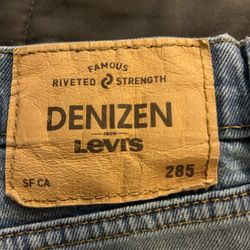 FAMOUS
RIVETED STRENGTH
DENIZEN
FROM
Levi's
285
SF CA